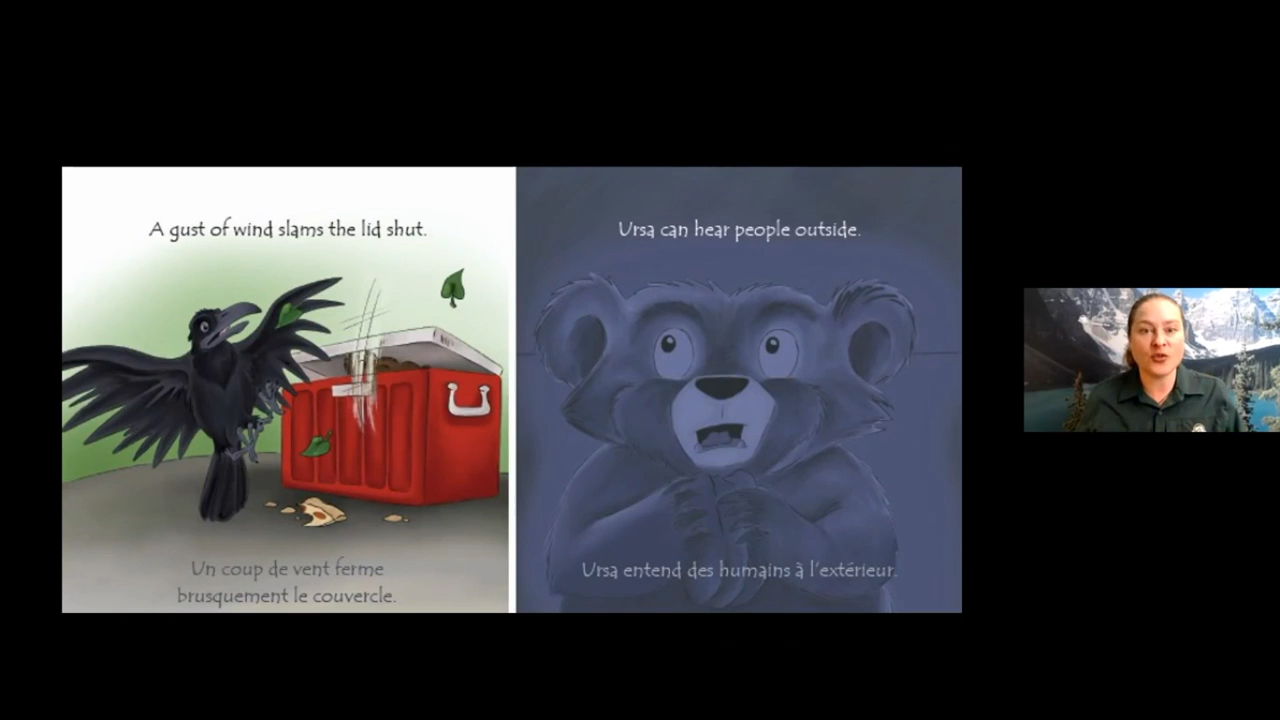 A gust of wind slams the lid shut.
Un coup de vent ferme
brusquement le couvercle.
Ursa can hear people outside.
Ursa entend des humains à l'extérieur.